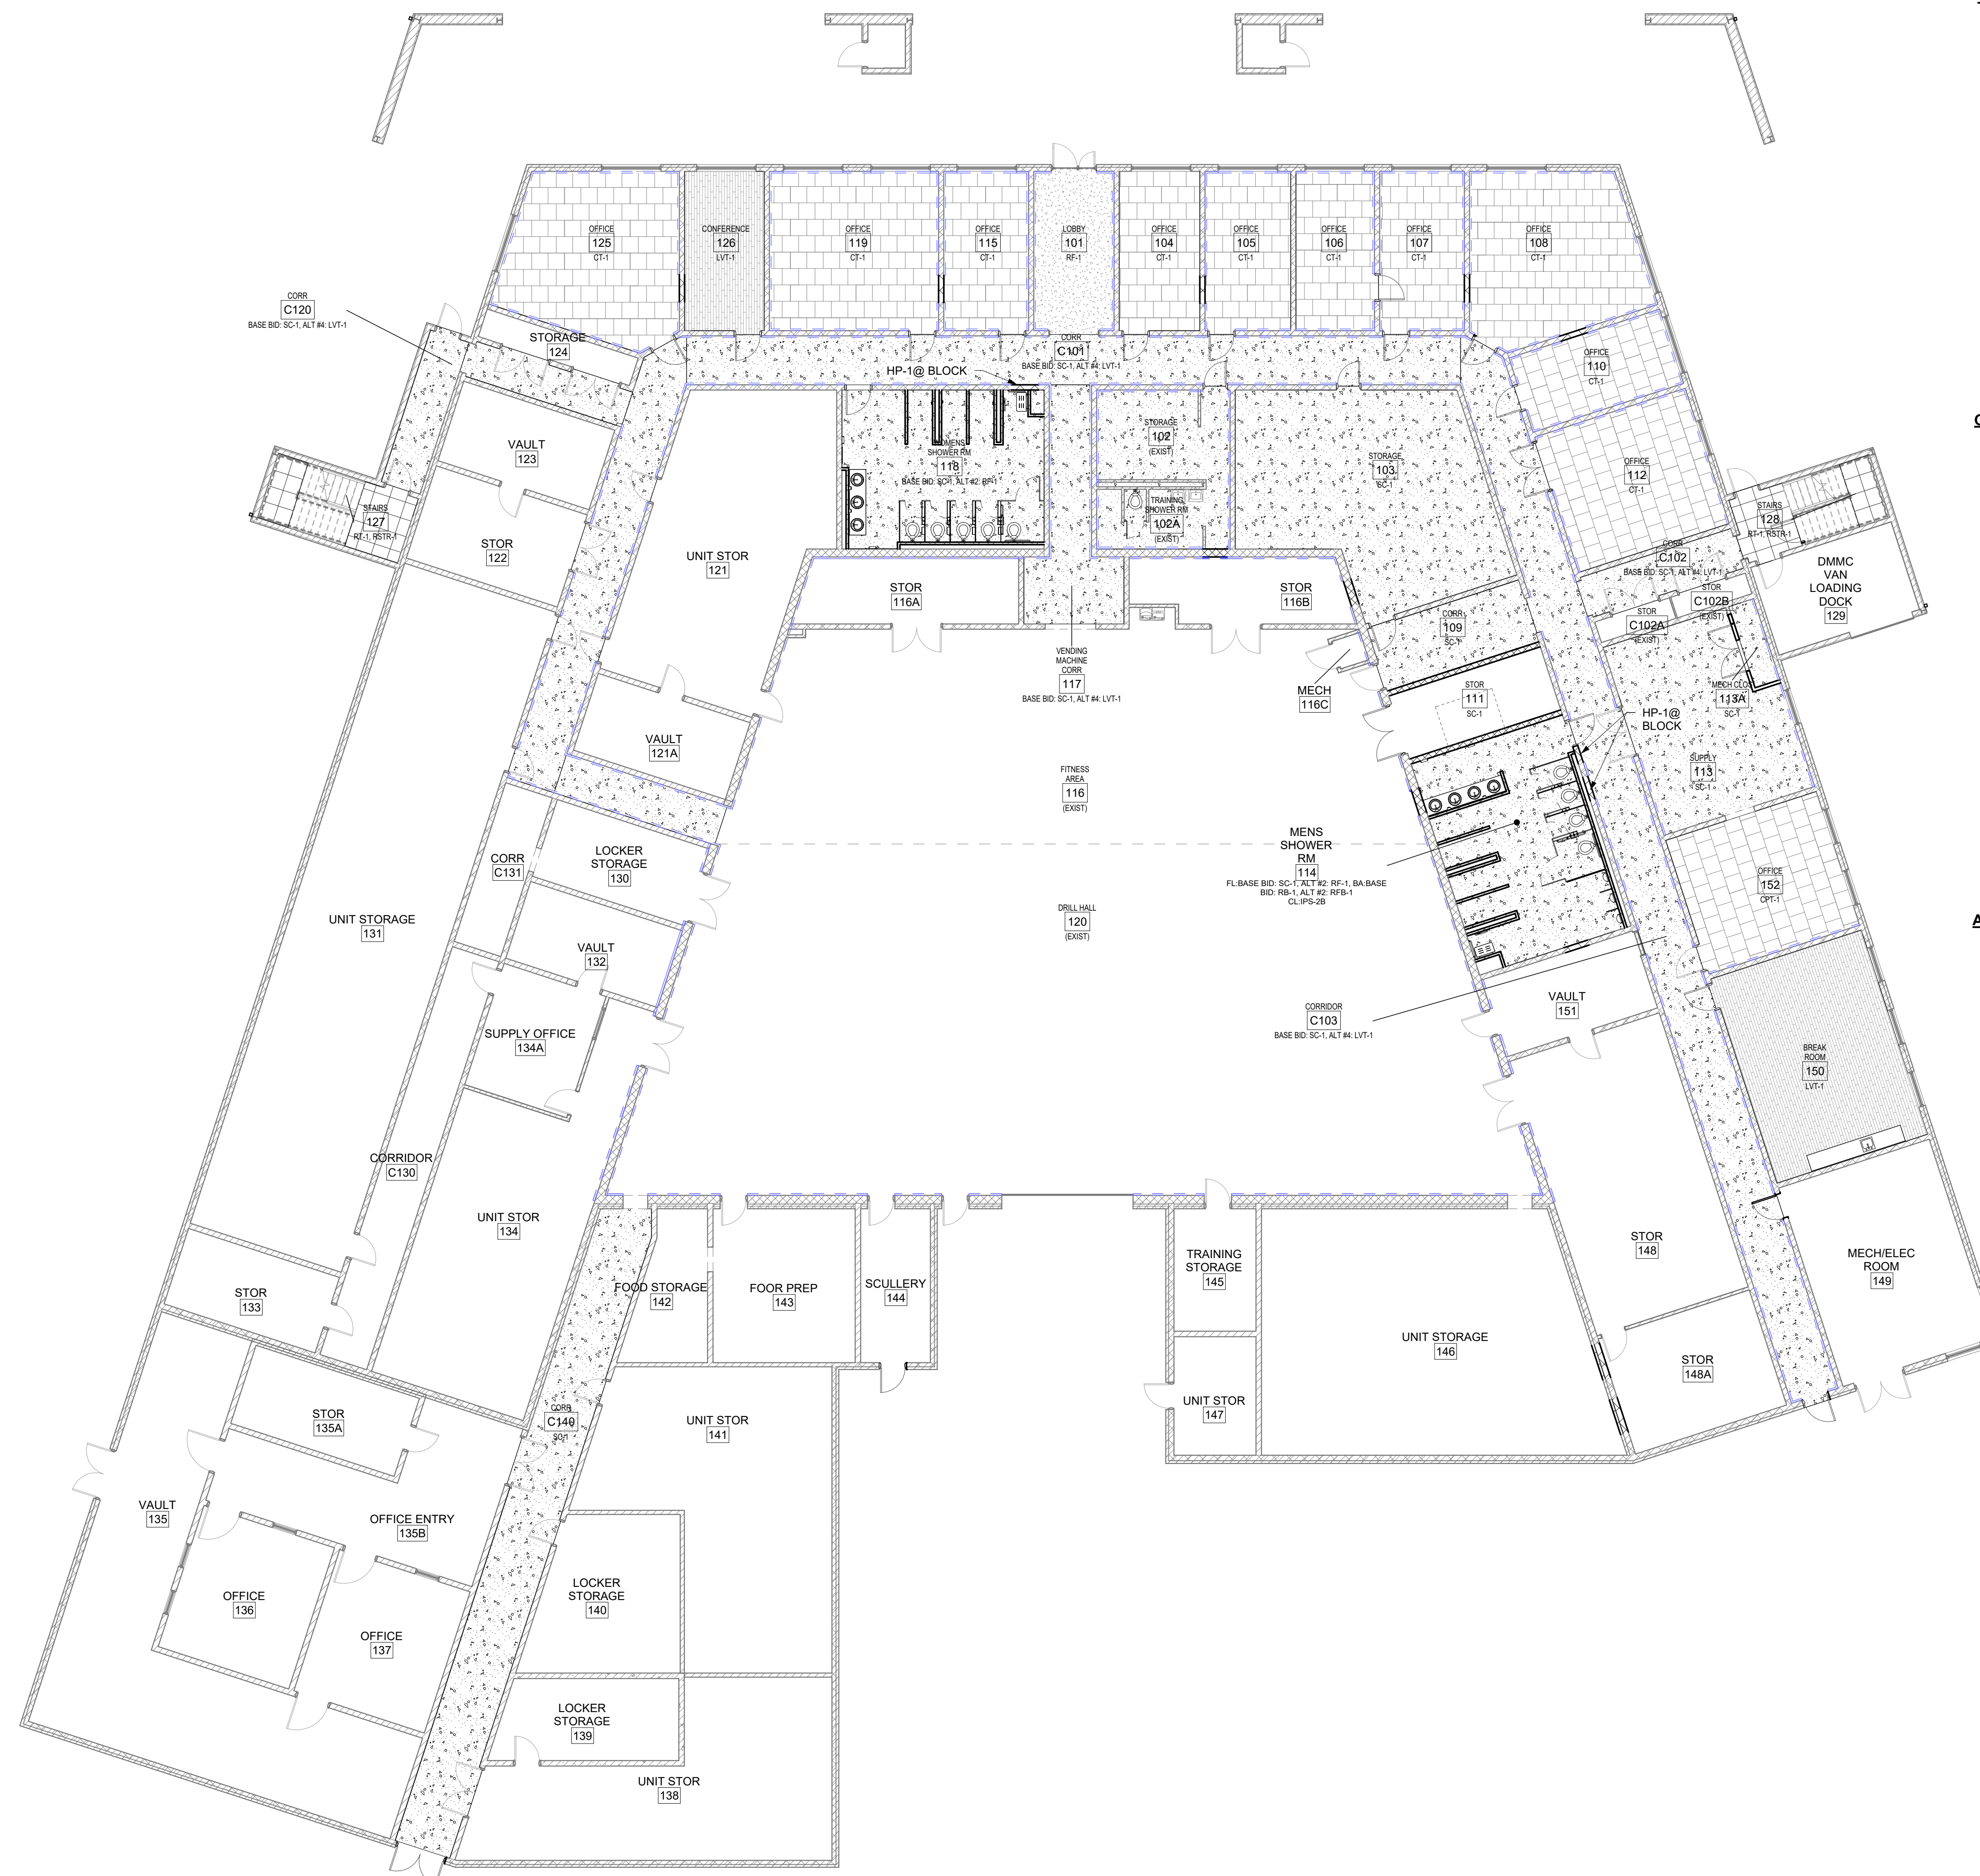 OFFICE
125
CT-1
CONFERENCE
126
LVT-1
OFFICE
119
CT-1
OFFICE
115
CT-1
LOBBY
101
RF-1
OFFICE
104
CT-1
OFFICE
105
CT-1
OFFICE
106
CT-1
OFFICE
107
CT-1
OFFICE
108
CT-1
CORR
C120
BASE BID: SC-1, ALT #4: LVT-1
STORAGE
124
CORR
C101
BASE BID: SC-1, ALT #4: LVT-1
HP-1@ BLOCK
OFFICE
110
CT-1
VAULT
123
SHOWER RM
118
BASE BID: SC-1, ALT #2: RF-1
STORAGE
102
(EXIST)
STORAGE
103
SC-1
OFFICE
112
CT-1
STAIRS
127
RT-1, RSTR-1
STOR
122
UNIT STOR
121
TRAINING
SHOWER RM
102A
(EXIST)
STAIRS
128
RT-1, RSTR-1
CORR
C102
BASE BID: SC-1, ALT #4: LVT-1
DMMC
VAN
LOADING
DOCK
129
STOR
116A
STOR
116B
STOR
C102B
(EXIST)
STOR
C102A
(EXIST)
CORR
109
SC-1
VENDING
MACHINE
CORR
117
BASE BID: SC-1, ALT #4: LVT-1
MECH
116C
STOR
111
SC-1
MECH CLOS
113A
SC-1
HP-1@
BLOCK
VAULT
121A
FITNESS
AREA
116
(EXIST)
SUPPLY
113
SC-1
MENS
SHOWER
RM
114
FL:BASE BID: SC-1, ALT #2: RF-1, BA:BASE
BID: RB-1, ALT #2: RFB-1
CL:IPS-2B
CORR
C131
LOCKER
STORAGE
130
OFFICE
152
CPT-1
UNIT STORAGE
131
DRILL HALL
120
(EXIST)
VAULT
132
VAULT
151
CORRIDOR
C103
BASE BID: SC-1, ALT #4: LVT-1
SUPPLY OFFICE
134A
BREAK
ROOM
150
LVT-1
CORRIDOR
C130
UNIT STOR
134
STOR
148
MECH/ELEC
ROOM
149
STOR
133
FOOD STORAGE
142
FOOR PREP
143
SCULLERY
144
TRAINING
STORAGE
145
UNIT STORAGE
146
STOR
148A
STOR
135A
CORR
C140
SC-1
UNIT STOR
141
UNIT STOR
147
VAULT
135
OFFICE ENTRY
135B
OFFICE
136
LOCKER
STORAGE
140
OFFICE
137
LOCKER
STORAGE
139
UNIT STOR
138